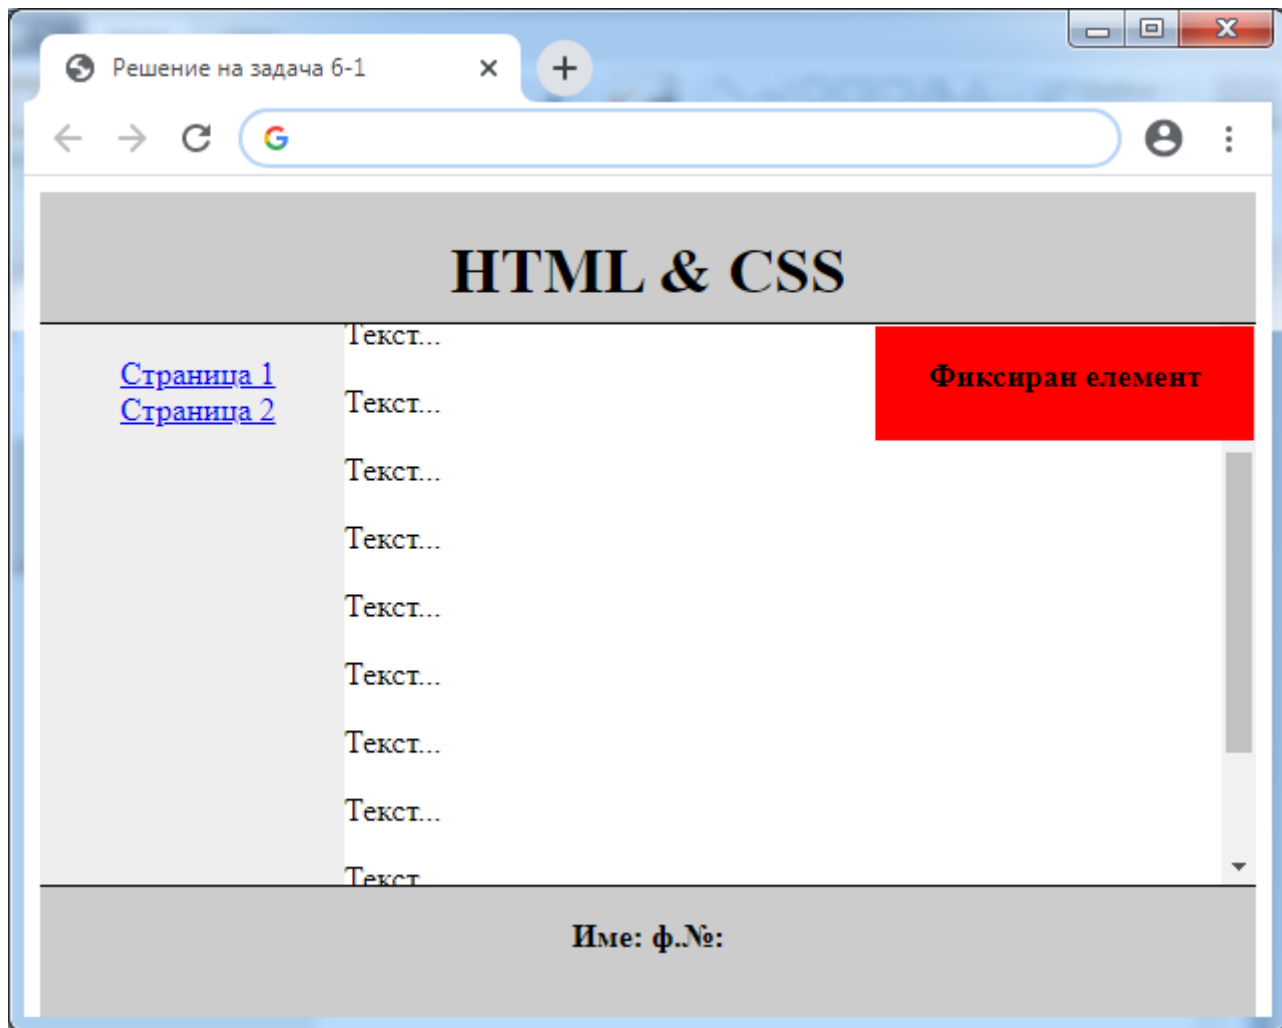 Решение на задача 6-1
HTML & CSS
Страница 1
Страница 2
Текст...
Текст...
Текст...
Текст...
Текст...
Текст...
Текст...
Текст...
Текст
Фиксиран елемент
Име: ф.№: